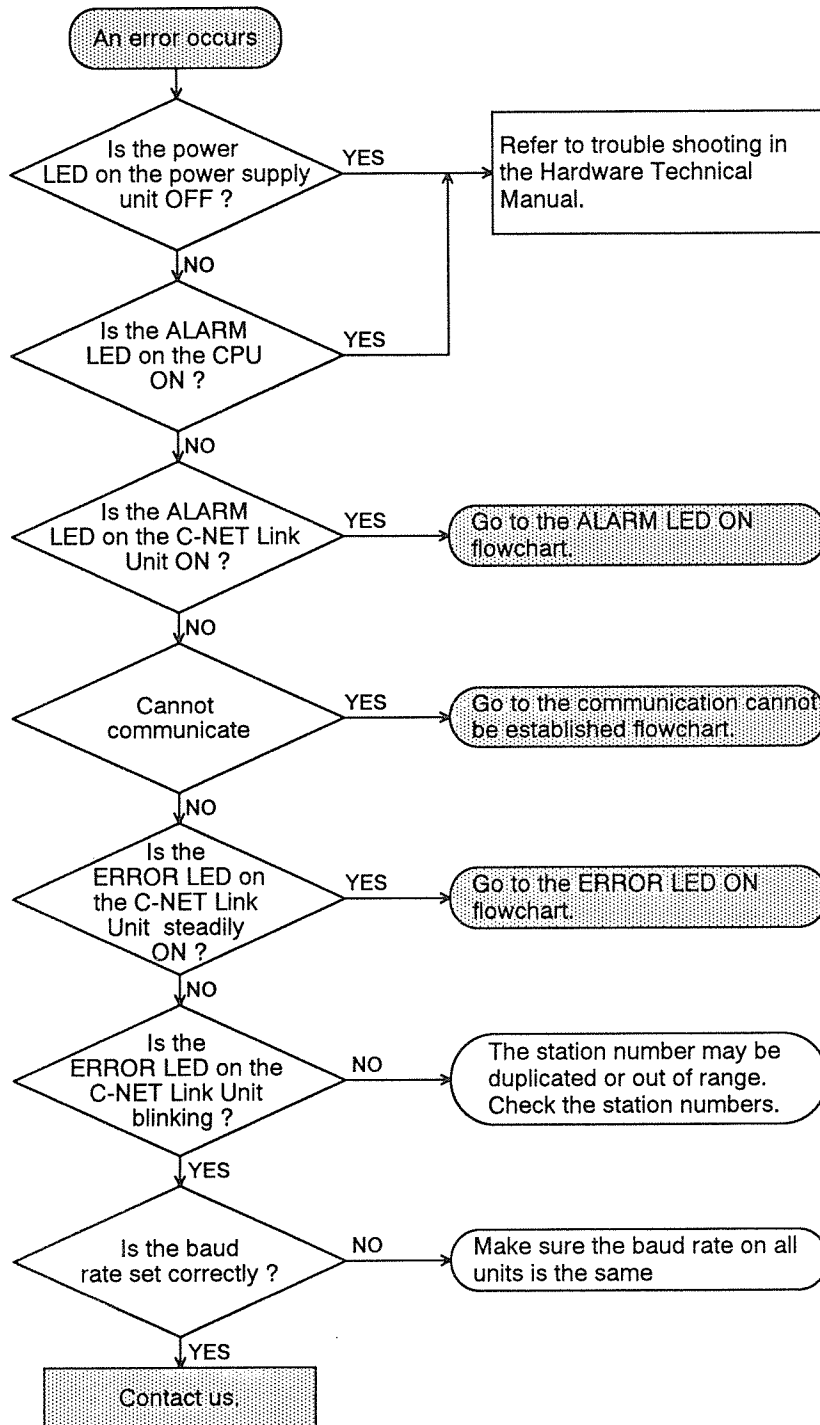 An error occurs
Is the power
LED on the power supply
unit OFF ?
YES
Refer to trouble shooting in
the Hardware Technical
Manual.
NO
Is the ALARM
LED on the CPU
ON ?
YES
NO
Is the ALARM
LED on the C-NET Link
Unit ON ?
YES
Go to the ALARM LED ON
flowchart.
NO
Cannot
communicate
YES
Go to the communication cannot
be established flowchart.
NO
Is the
ERROR LED on
the C-NET Link
Unit steadily
ON ?
YES
Go to the ERROR LED ON
flowchart.
NO
Is the
ERROR LED on the
C-NET Link Unit
blinking ?
NO
The station number may be
duplicated or out of range.
Check the station numbers.
YES
Is the baud
rate set correctly ?
NO
Make sure the baud rate on all
units is the same
YES
Contact us.